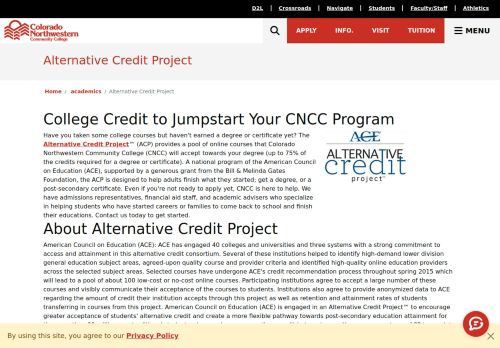 D2L | Crossroads | Navigate | Students | Faculty/Staff | Athletics
Colorado
Northwestern
Community College
APPLY INFO. VISIT TUITION MENU
Alternative Credit Project
Home / academics / Alternative Credit Project
College Credit to Jumpstart Your CNCC Program
Have you taken some college courses but haven't earned a degree or certificate yet? The
Alternative Credit Project™ (ACP) provides a pool of online courses that Colorado
Northwestern Community College (CNCC) will accept towards your degree (up to 75% of
the credits required for a degree or certificate). A national program of the American Council
on Education (ACE), supported by a generous grant from the Bill & Melinda Gates
Foundation, the ACP is designed to help adults finish what they started; get a degree, or a
post-secondary certificate. Even if you're not ready to apply yet, CNCC is here to help. We
have admissions representatives, financial aid staff, and academic advisers who specialize
in helping students who have started careers or families to come back to school and finish
their educations. Contact us today to get started.
ACE
ALTERNATIVE
credit
project™
About Alternative Credit Project
American Council on Education (ACE): ACE has engaged 40 colleges and universities and three systems with a strong commitment to
access and attainment in this alternative credit consortium. Several of these institutions helped to identify high-demand lower division
general education subject areas, agreed-upon quality course and provider criteria and identified high-quality online education providers
across the selected subject areas. Selected courses have undergone ACE's credit recommendation process throughout spring 2015 which
will lead to a pool of about 100 low-cost or no-cost online courses. Participating institutions agree to accept a large number of these
courses and visibly communicate their acceptance of the courses to students. Institutions also agree to provide anonymized data to ACE
regarding the amount of credit their institution accepts through this project as well as retention and attainment rates of students
transferring in courses from this project. American Council on Education (ACE) is engaged in an Alternative Credit Project™ to encourage
greater acceptance of students' alternative credit and create a more flexible pathway towards post-secondary education attainment for
By using this site, you agree to our Privacy Policy ×